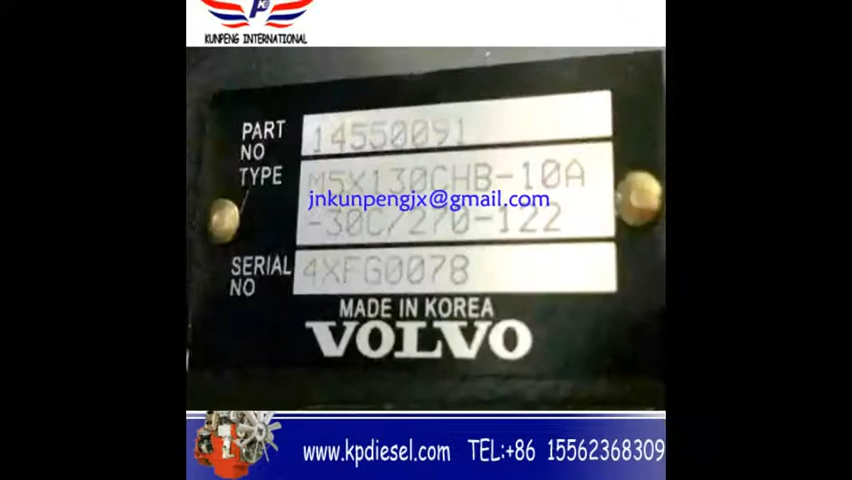 KUNPENG INTERNATIONAL
PART NO 14550091
TYPE M5X130CHB-10A
-30C/270-122
jnkunpengjx@gmail.com
SERIAL NO 4XFG0078
MADE IN KOREA
VOLVO
www.kpdiesel.com TEL:+86 15562368309